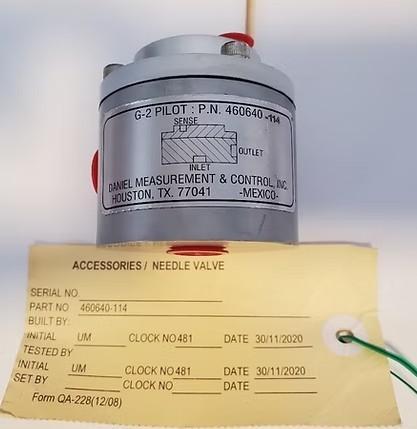 G-2 PILOT : P.N. 460640-114
SENSE
OUTLET
INLET
DANIEL MEASUREMENT & CONTROL, INC.
HOUSTON, TX. 77041 -MEXICO-
ACCESSORIES / NEEDLE VALVE
SERIAL NO.
PART NO 460640-114
BUILT BY:
INITIAL UM CLOCK NO 481 DATE 30/11/2020
TESTED BY
INITIAL UM CLOCK NO 481 DATE 30/11/2020
SET BY CLOCK NO DATE
Form QA-228(12/08)